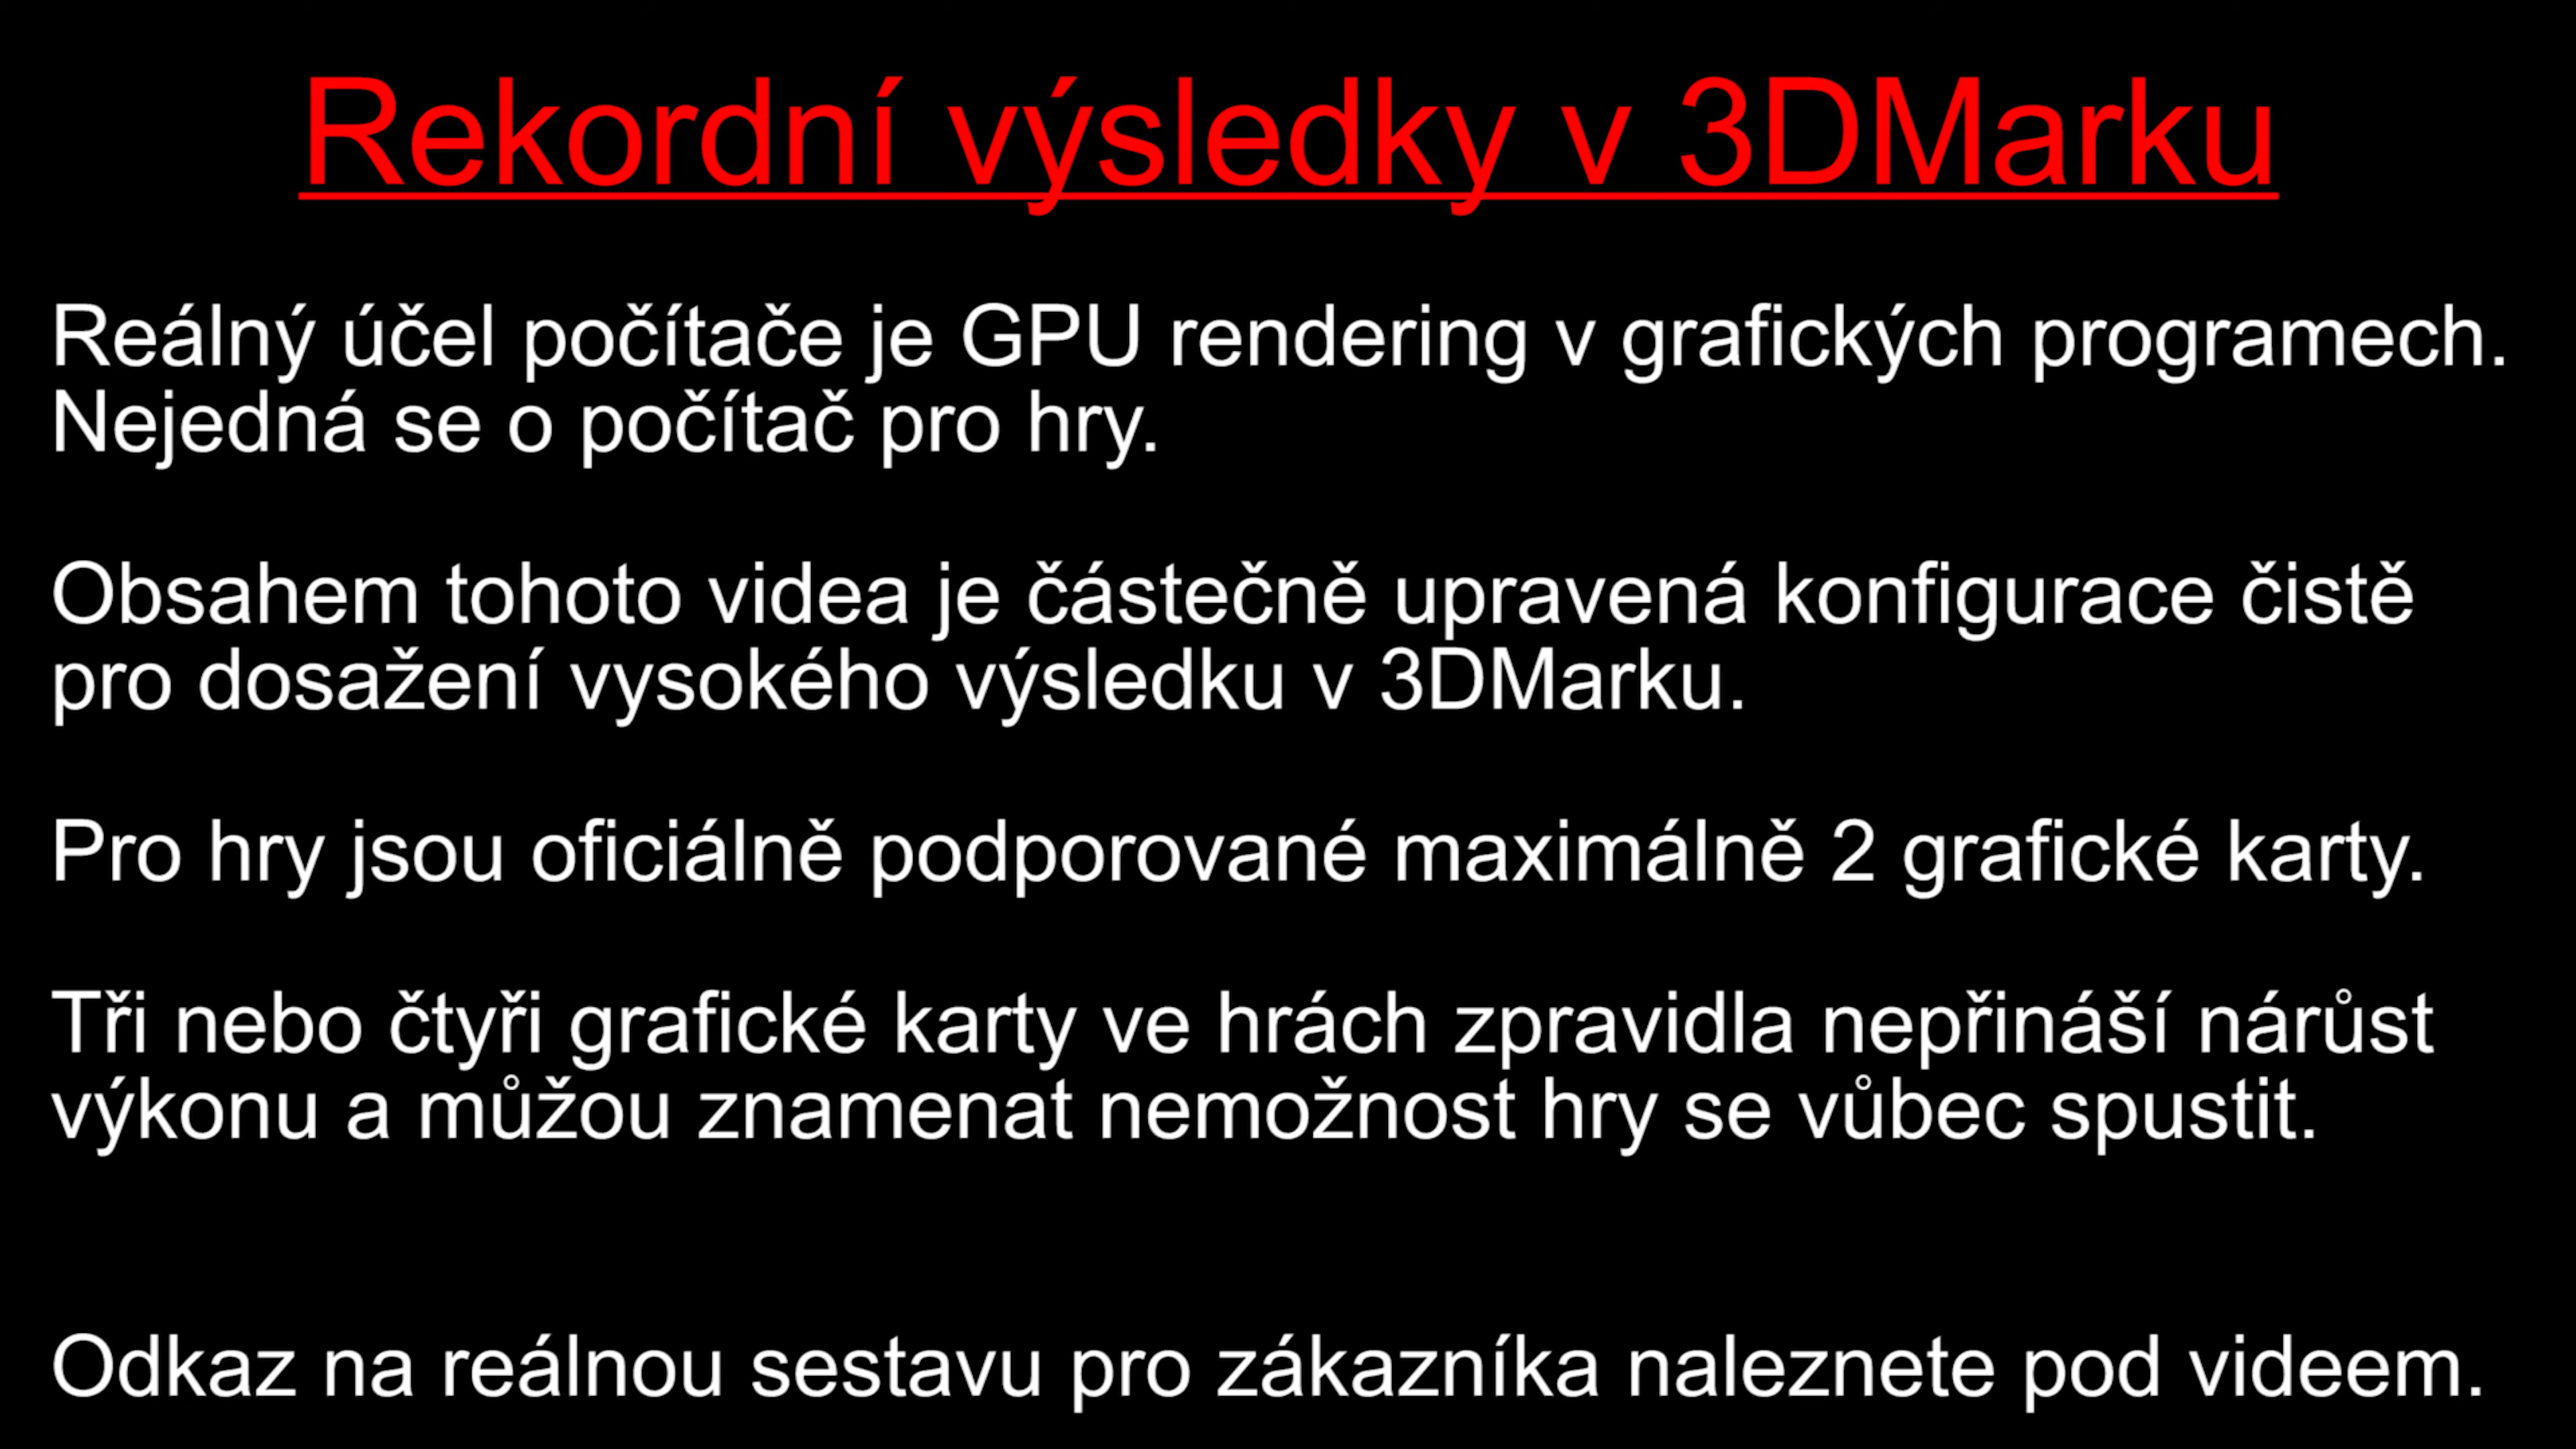 Rekordní výsledky v 3DMarku
Reálný účel počítače je GPU rendering v grafických programech.
Nejedná se o počítač pro hry.
Obsahem tohoto videa je částečně upravená konfigurace čistě
pro dosažení vysokého výsledku v 3DMarku.
Pro hry jsou oficiálně podporované maximálně 2 grafické karty.
Tři nebo čtyři grafické karty ve hrách zpravidla nepřináší nárůst
výkonu a můžou znamenat nemožnost hry se vůbec spustit.
Odkaz na reálnou sestavu pro zákazníka naleznete pod videem.